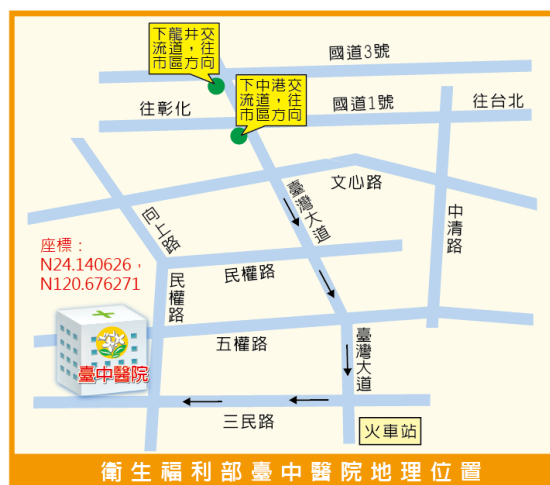 下龍井交
流道，往
市區方向
國道3號
下中港交
流道，往
市區方向
往彰化
國道1號
往台北
文心路
臺灣大道
中清路
向上路
座標：
N24.140626，
N120.676271
民權路
民權路
五權路
臺灣大道
臺中醫院
三民路
火車站
衛生福利部臺中醫院地理位置